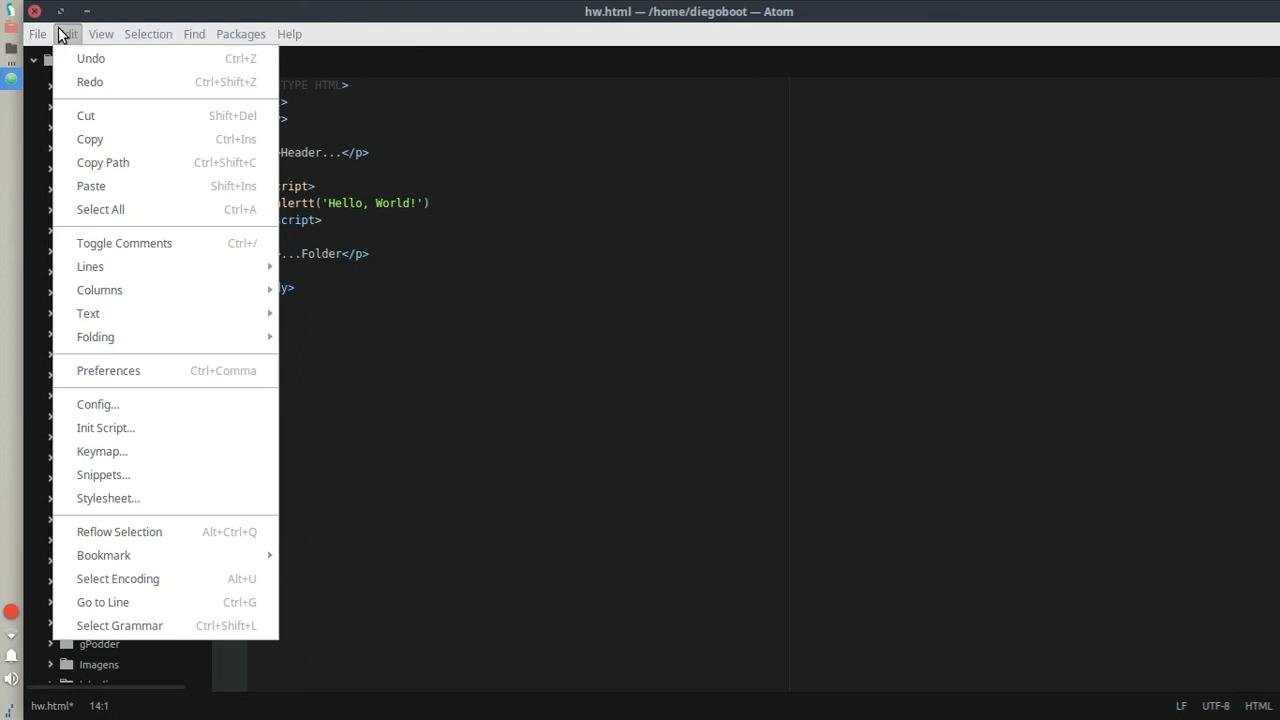 hw.html — /home/diegoboot — Atom
File Edit View Selection Find Packages Help
Undo Ctrl+Z
Redo Ctrl+Shift+Z
Cut Shift+Del
Copy Ctrl+Ins
Copy Path Ctrl+Shift+C
Paste Shift+Ins
Select All Ctrl+A
Toggle Comments Ctrl+/
Lines
Columns
Text
Folding
Preferences Ctrl+Comma
Config...
Init Script...
Keymap...
Snippets...
Stylesheet...
Reflow Selection Alt+Ctrl+Q
Bookmark
Select Encoding Alt+U
Go to Line Ctrl+G
Select Grammar Ctrl+Shift+L
TYPE HTML>
>
>
>Header...</p>
ript>
alertt('Hello, World!')
cript>
>...Folder</p>
y>
gPodder
Imagens
hw.html* 14:1 LF UTF-8 HTML